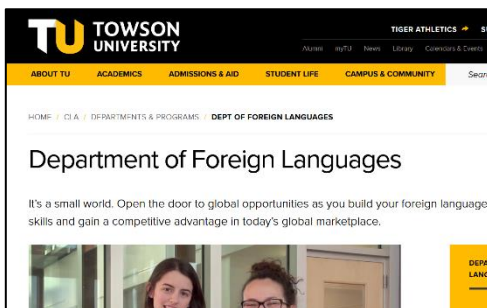 TU TOWSON UNIVERSITY
TIGER ATHLETICS
Alumni myTU News Library Calendars & Events
ABOUT TU ACADEMICS ADMISSIONS & AID STUDENT LIFE CAMPUS & COMMUNITY
HOME / CLA / DEPARTMENTS & PROGRAMS / DEPT OF FOREIGN LANGUAGES
Department of Foreign Languages
It's a small world. Open the door to global opportunities as you build your foreign language
skills and gain a competitive advantage in today's global marketplace.